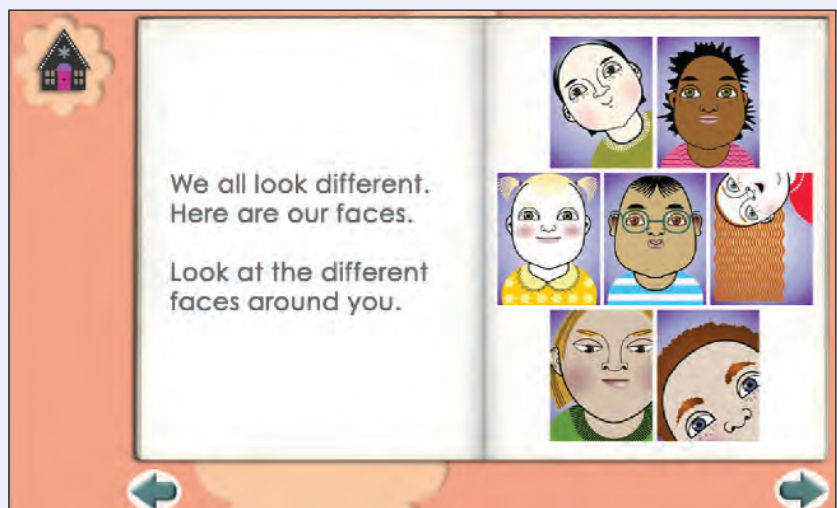 We all look different.
Here are our faces.
Look at the different
faces around you.